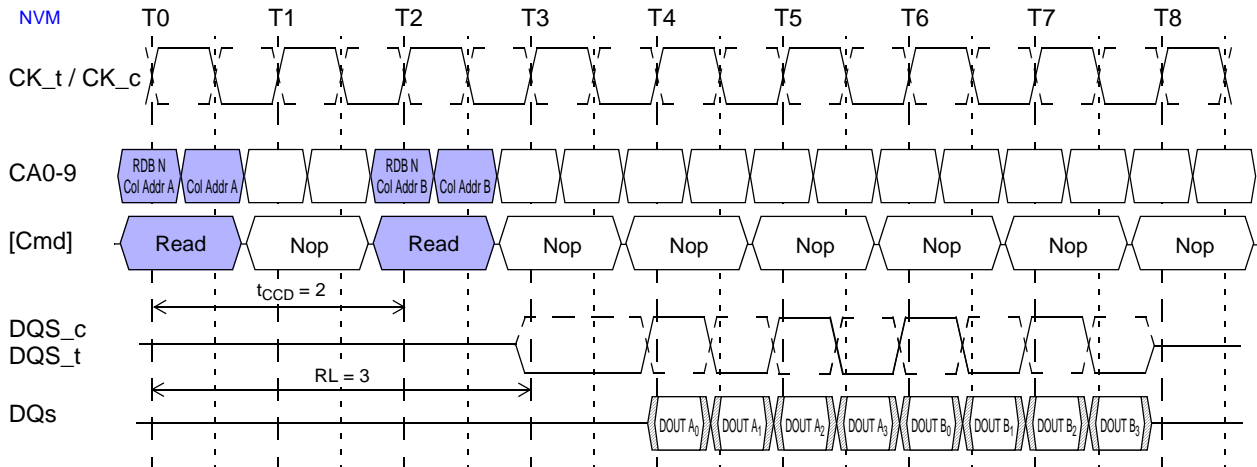 NVM T0 T1 T2 T3 T4 T5 T6 T7 T8
CK_t / CK_c
CA0-9 RDB N Col Addr A Col Addr A RDB N Col Addr B Col Addr B
[Cmd] Read Nop Read Nop Nop Nop Nop Nop Nop
tCCD = 2
DQS_c
DQS_t
RL = 3
DQs DOUT A0 DOUT A1 DOUT A2 DOUT A3 DOUT B0 DOUT B1 DOUT B2 DOUT B3